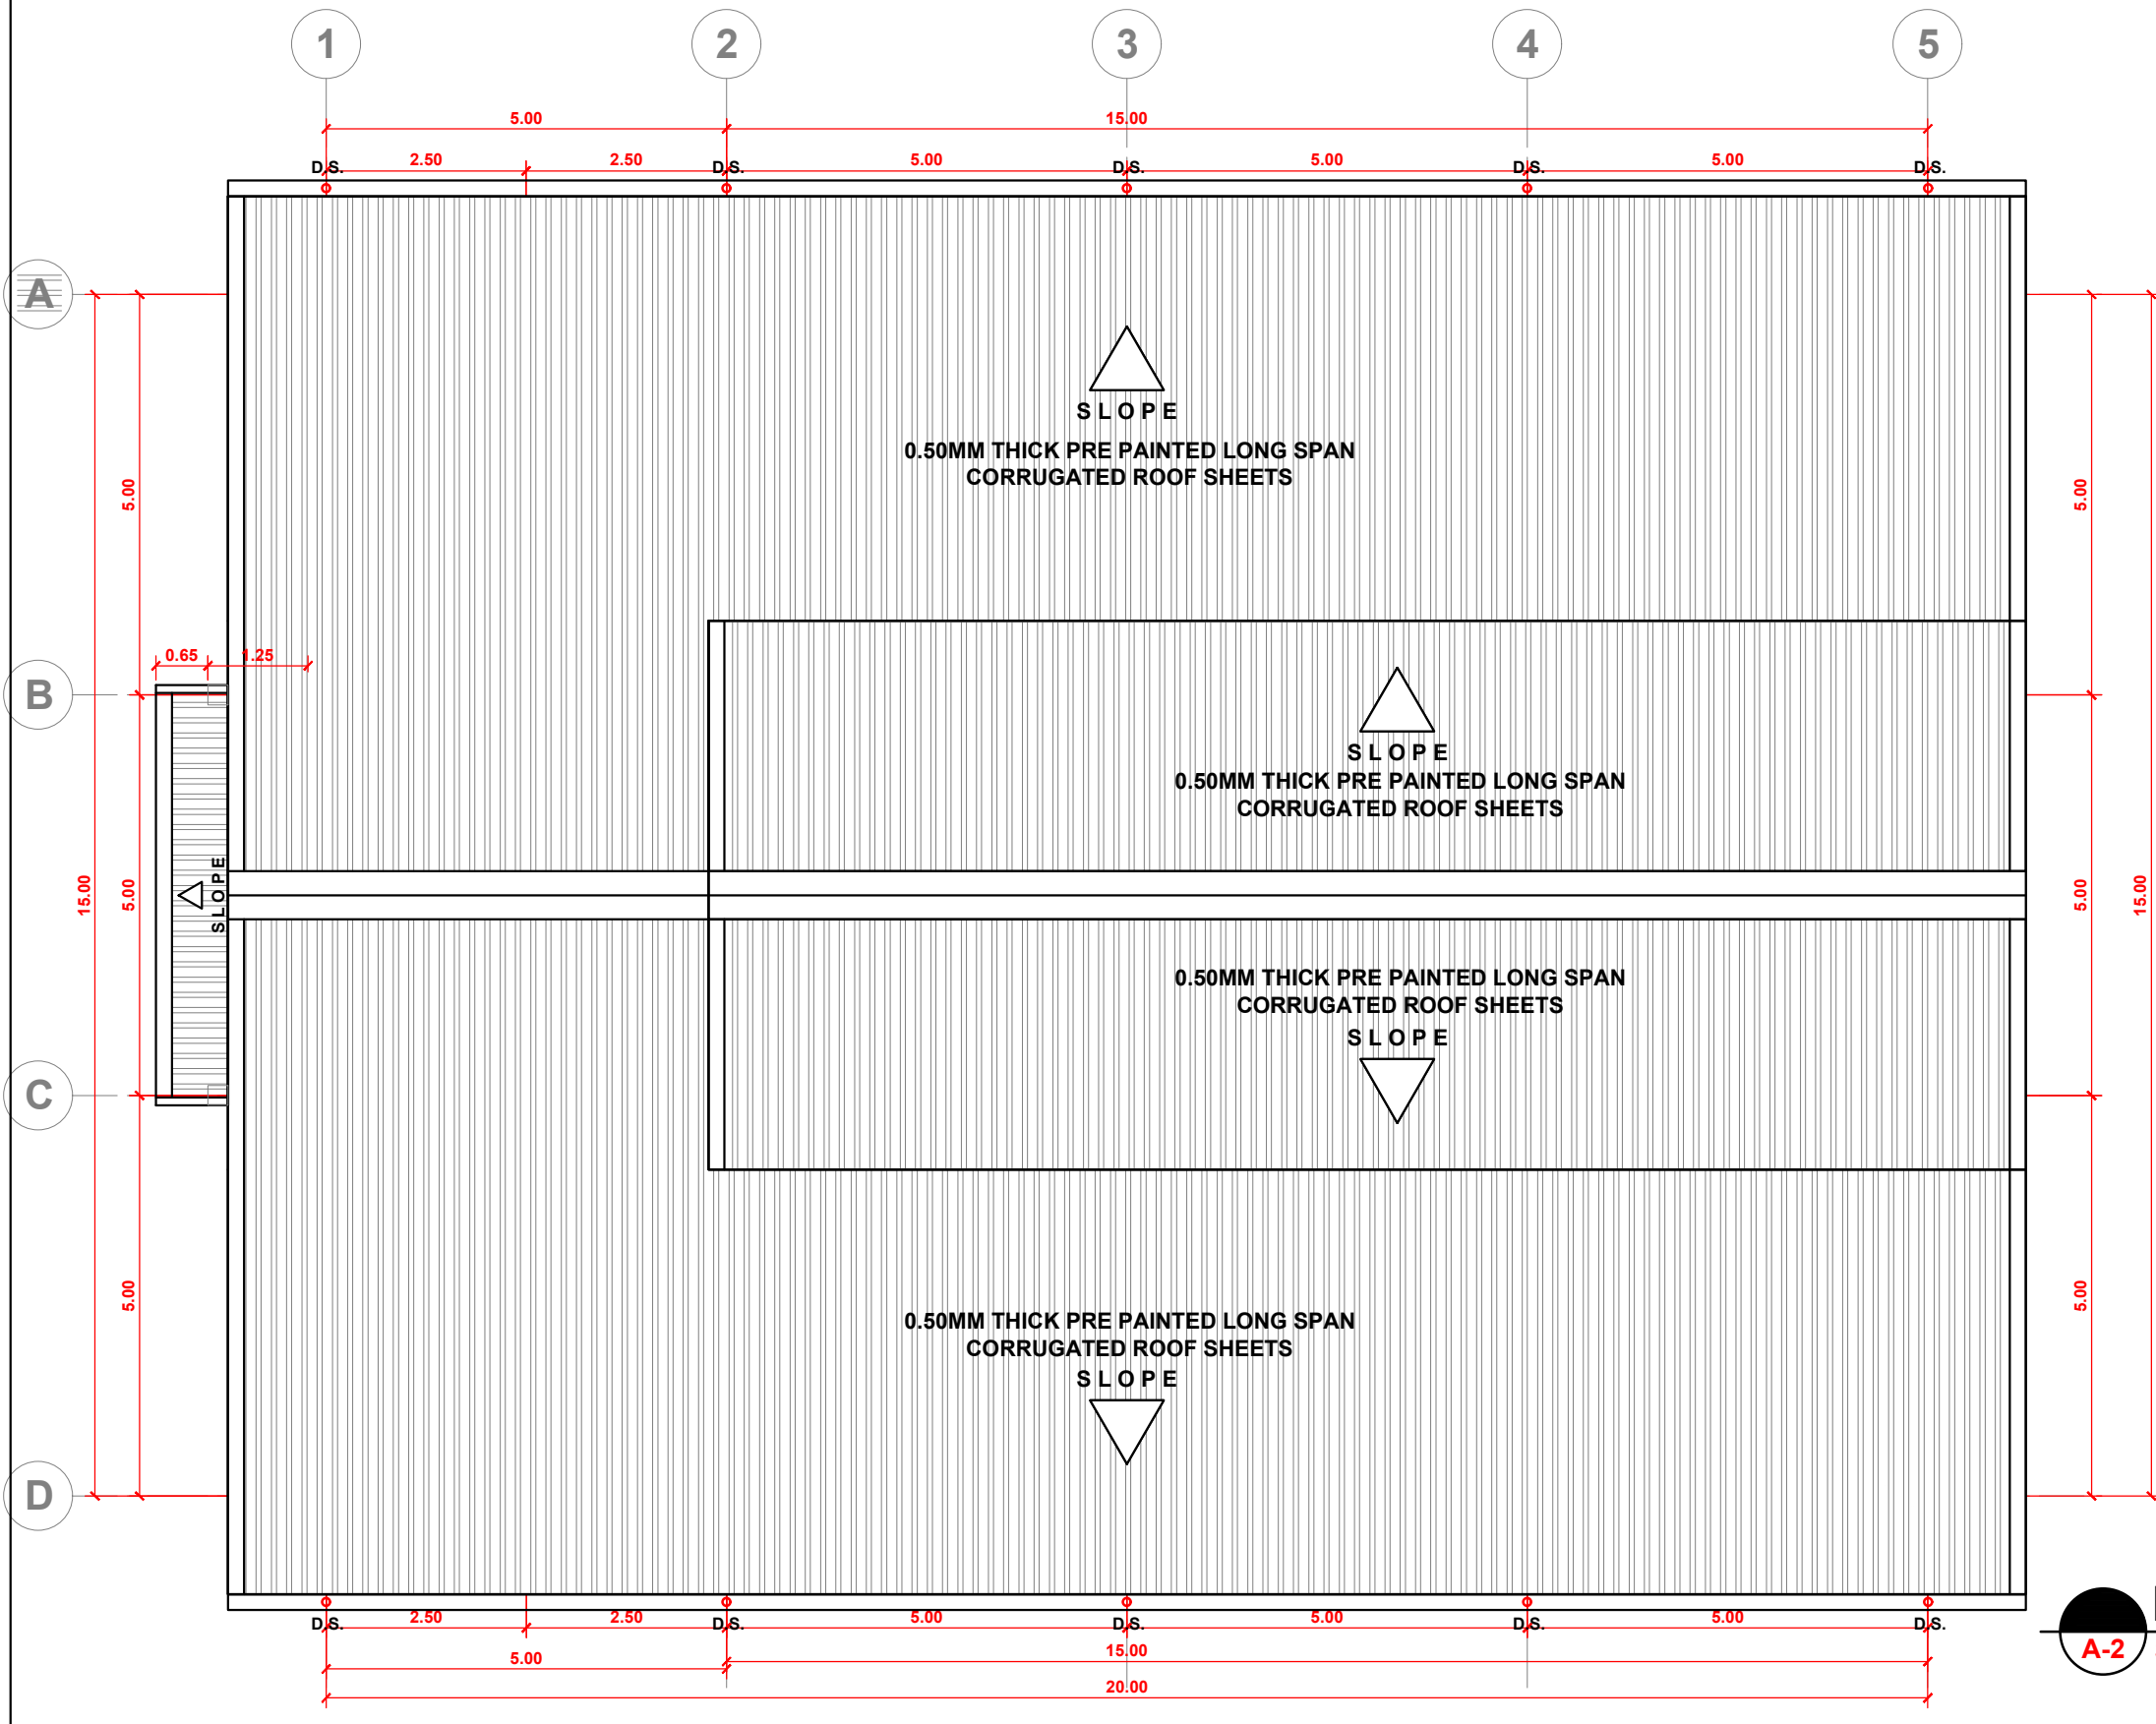 1
2
3
4
5
5.00
15.00
D.S.
2.50
2.50
D.S.
5.00
D.S.
5.00
D.S.
5.00
D.S.
A
S L O P E
0.50MM THICK PRE PAINTED LONG SPAN
CORRUGATED ROOF SHEETS
5.00
5.00
0.65
1.25
B
S L O P E
0.50MM THICK PRE PAINTED LONG SPAN
CORRUGATED ROOF SHEETS
15.00
5.00
S L O P E
5.00
15.00
0.50MM THICK PRE PAINTED LONG SPAN
CORRUGATED ROOF SHEETS
S L O P E
C
5.00
5.00
0.50MM THICK PRE PAINTED LONG SPAN
CORRUGATED ROOF SHEETS
S L O P E
D
D.S.
2.50
2.50
D.S.
5.00
D.S.
5.00
D.S.
5.00
D.S.
5.00
15.00
20.00
A-2